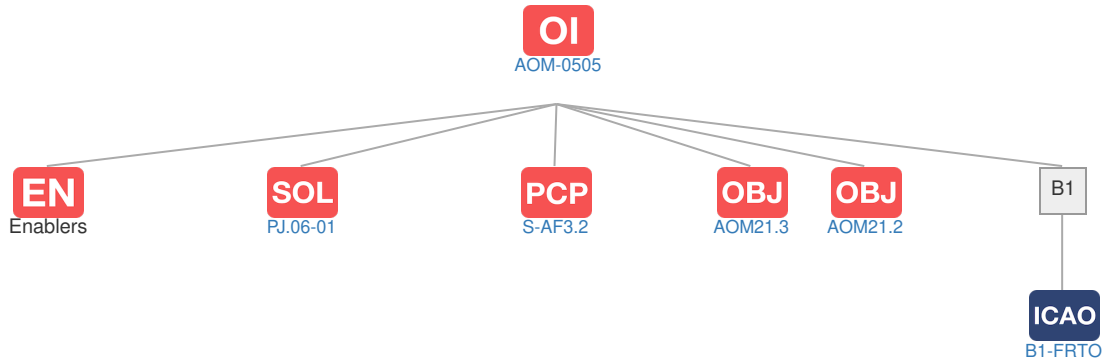 OI
AOM-0505
EN
Enablers
SOL
PJ.06-01
PCP
S-AF3.2
OBJ
AOM21.3
OBJ
AOM21.2
B1
ICAO
B1-FRTO